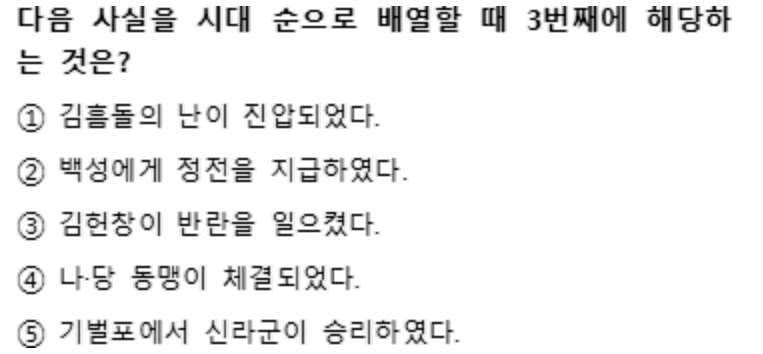 다음 사실을 시대 순으로 배열할 때 3번째에 해당하
는 것은?
① 김흠돌의 난이 진압되었다.
② 백성에게 정전을 지급하였다.
③ 김헌창이 반란을 일으켰다.
④ 나·당 동맹이 체결되었다.
⑤ 기벌포에서 신라군이 승리하였다.